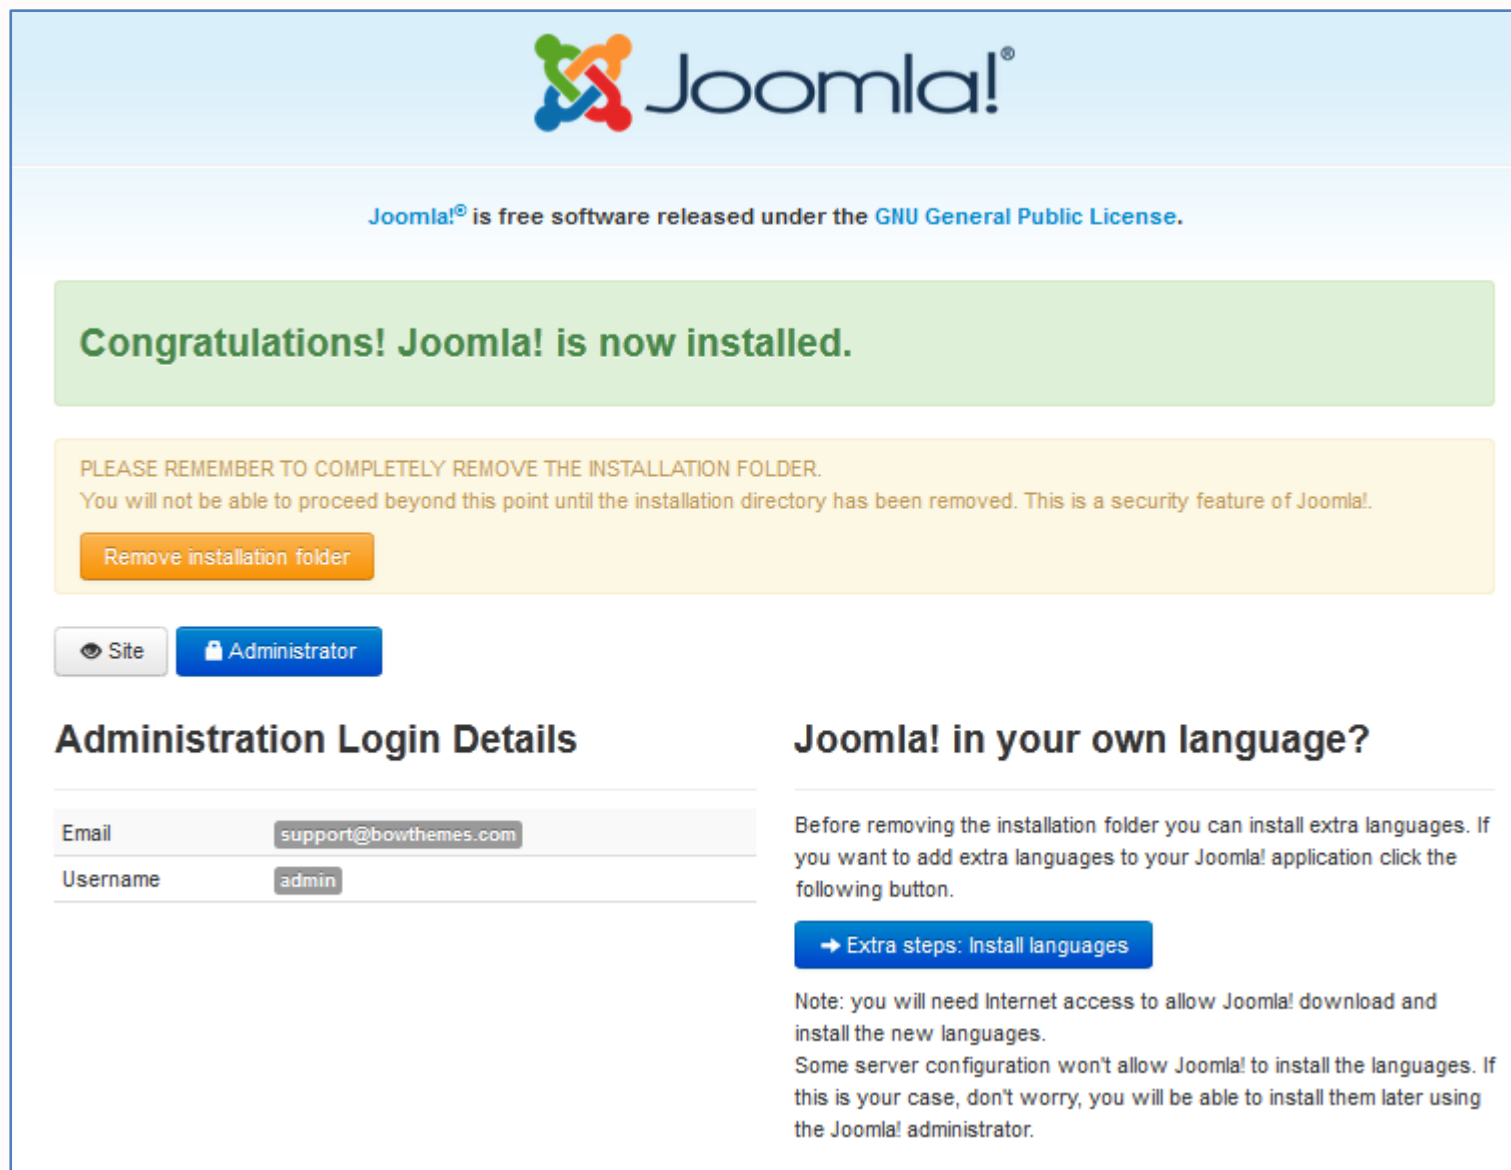 Joomla!®
Joomla!® is free software released under the GNU General Public License.
Congratulations! Joomla! is now installed.
PLEASE REMEMBER TO COMPLETELY REMOVE THE INSTALLATION FOLDER.
You will not be able to proceed beyond this point until the installation directory has been removed. This is a security feature of Joomla!.
Remove installation folder
Site
Administrator
Administration Login Details
Email support@bowthemes.com
Username admin
Joomla! in your own language?
Before removing the installation folder you can install extra languages. If
you want to add extra languages to your Joomla! application click the
following button.
Extra steps: Install languages
Note: you will need Internet access to allow Joomla! download and
install the new languages.
Some server configuration won't allow Joomla! to install the languages. If
this is your case, don't worry, you will be able to install them later using
the Joomla! administrator.